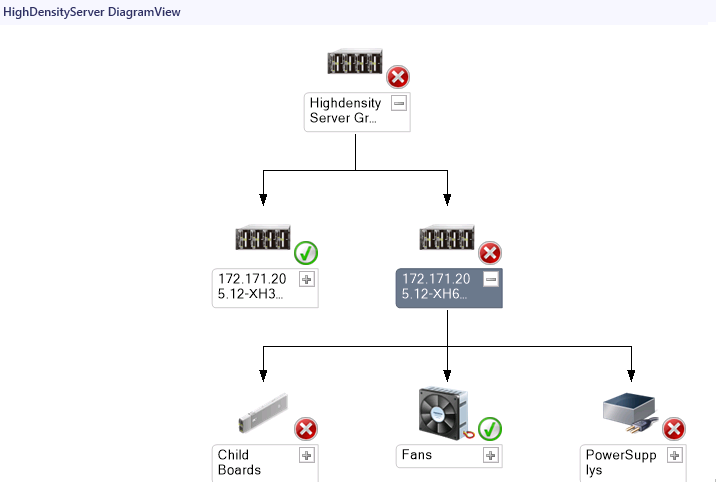 HighDensityServer DiagramView
Highdensity
Server Gr...
172.171.20
5.12-XH3...
172.171.20
5.12-XH6...
Child
Boards
Fans
PowerSupp
lys